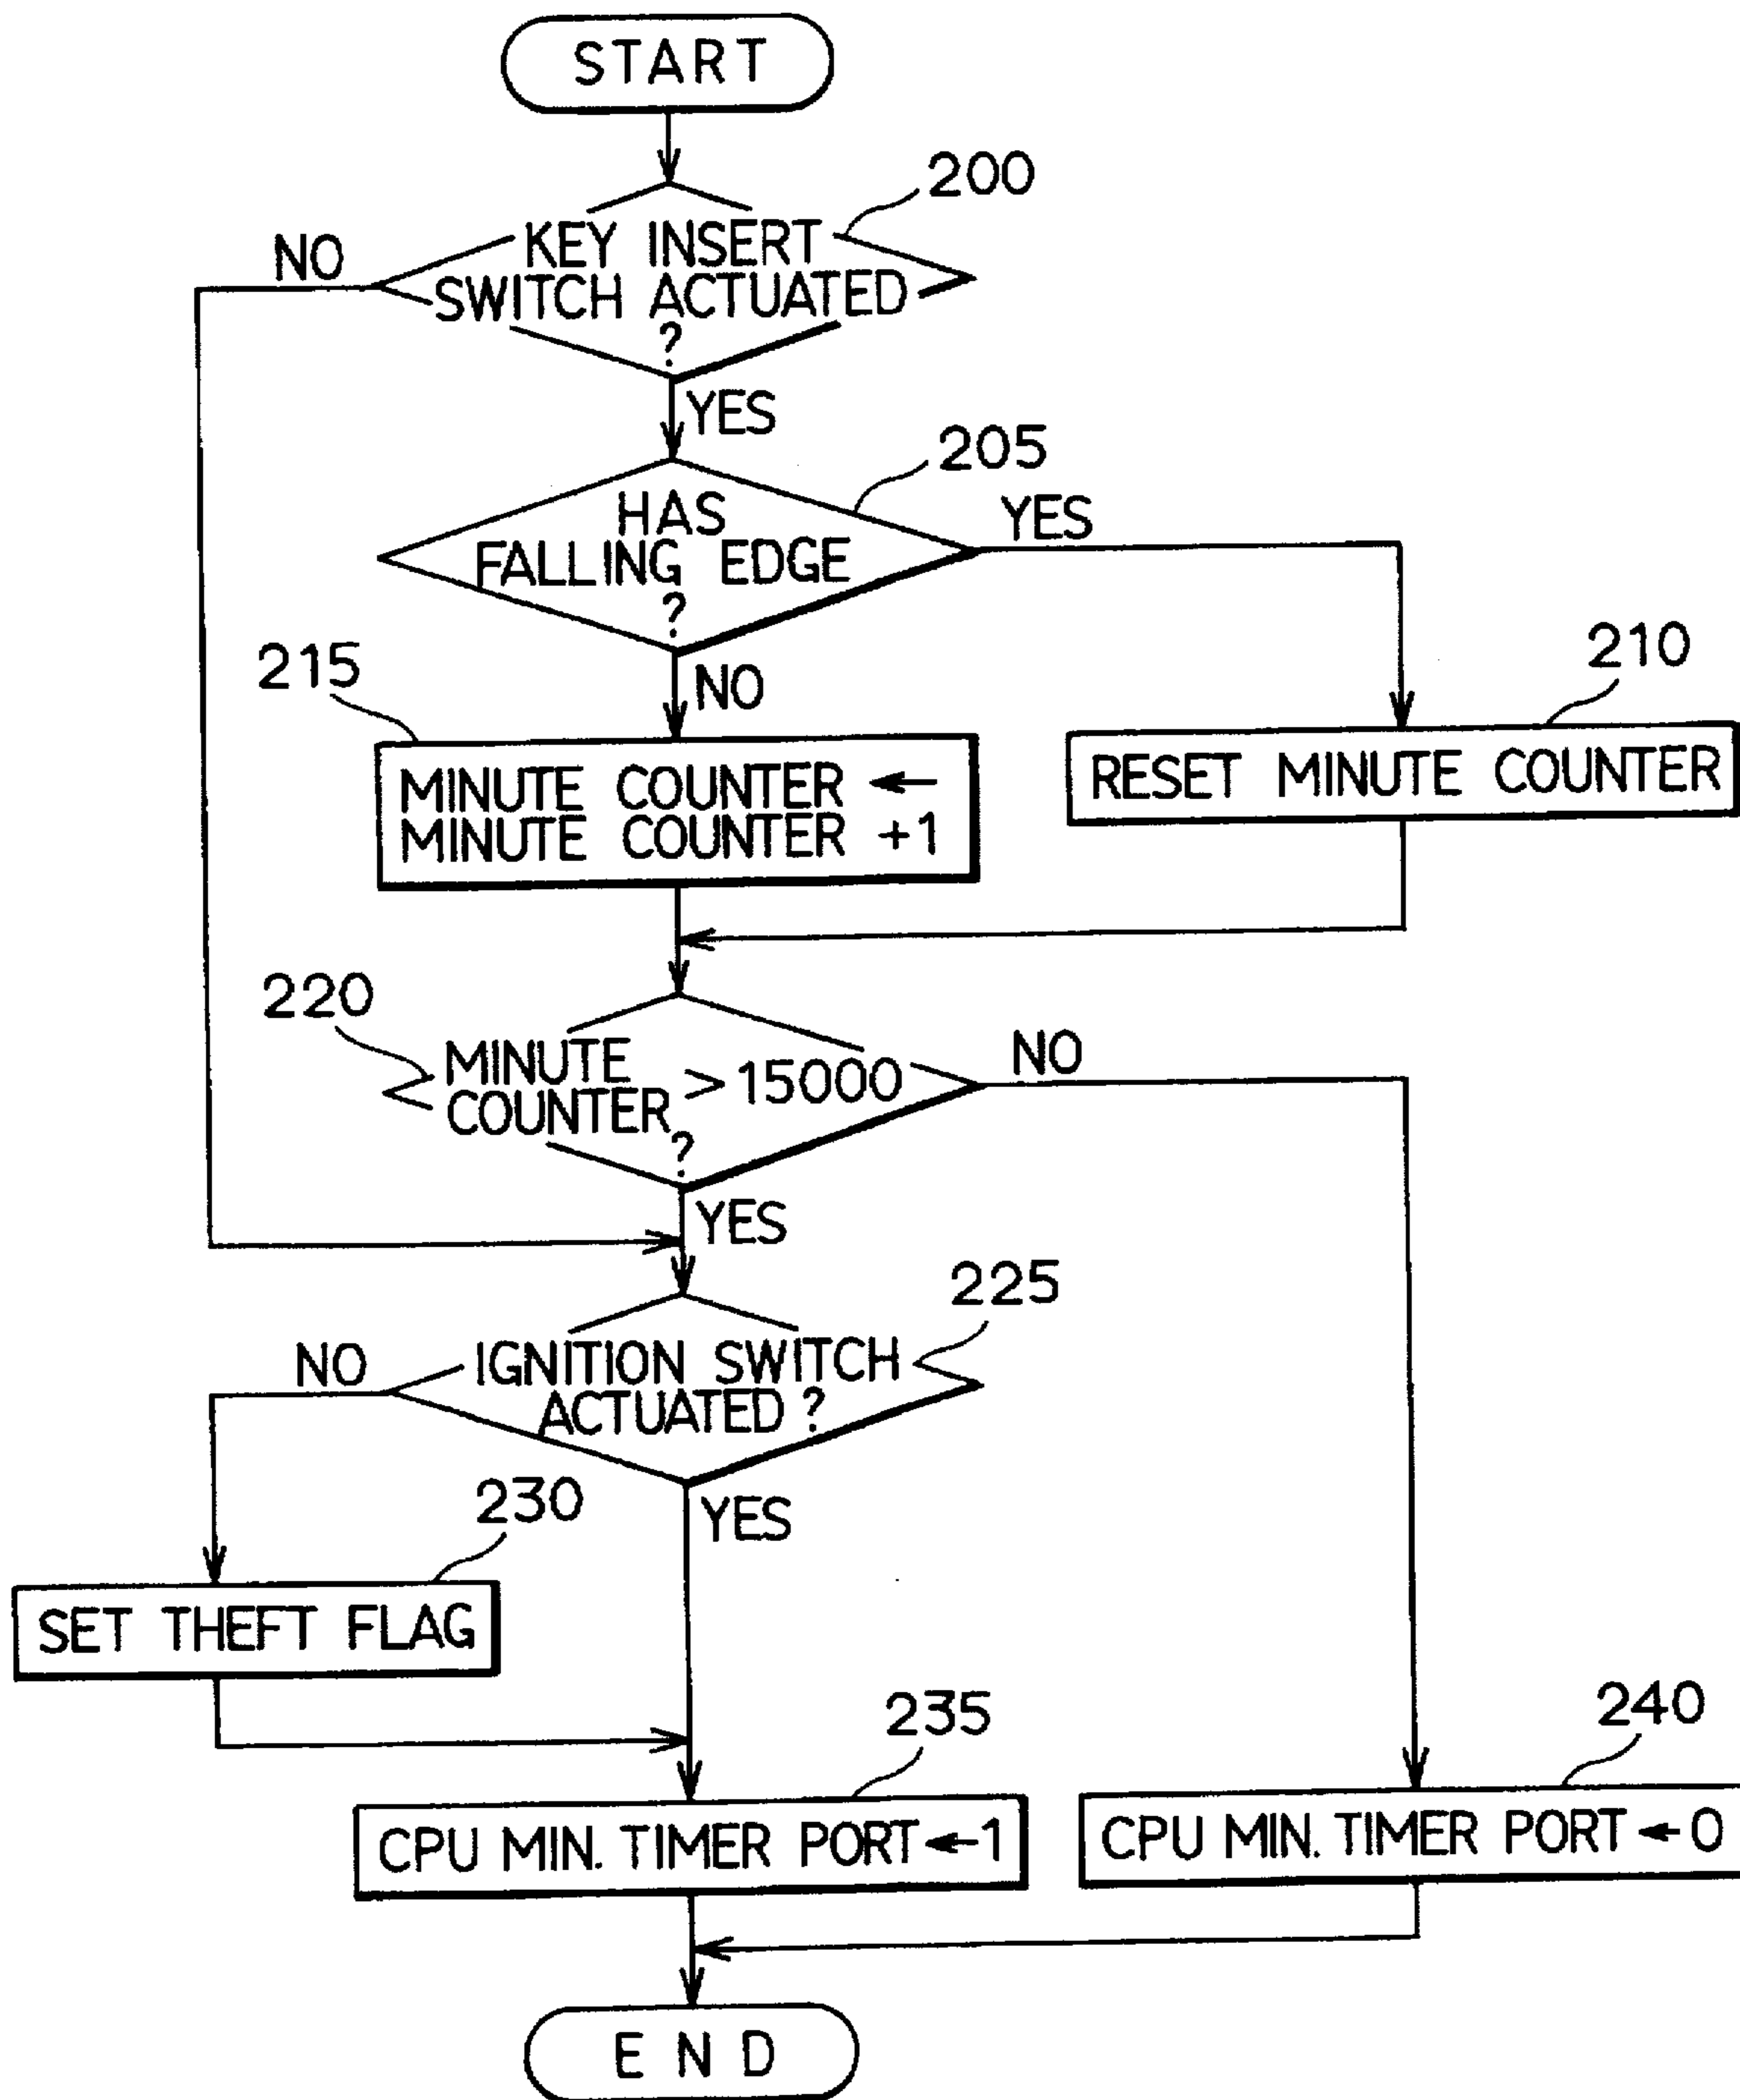 START
200
KEY INSERT
SWITCH ACTUATED
?
NO
YES
205
HAS
FALLING EDGE
?
YES
NO
215
MINUTE COUNTER ←
MINUTE COUNTER +1
210
RESET MINUTE COUNTER
220
MINUTE
COUNTER > 15000
?
NO
YES
225
IGNITION SWITCH
ACTUATED ?
NO
YES
230
SET THEFT FLAG
235
CPU MIN. TIMER PORT ← 1
240
CPU MIN. TIMER PORT ← 0
END